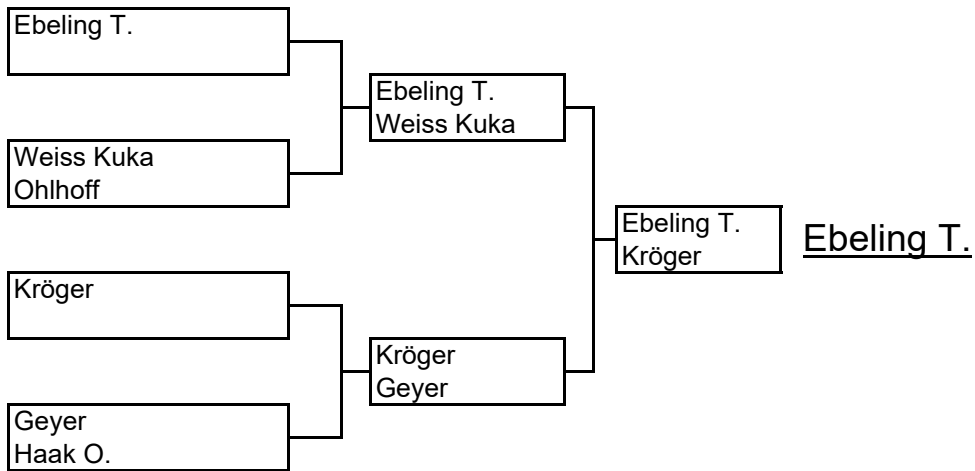 Ebeling T.
Weiss Kuka
Ohlhoff
Kröger
Geyer
Haak O.
Ebeling T.
Weiss Kuka
Kröger
Geyer
Ebeling T.
Kröger
Ebeling T.